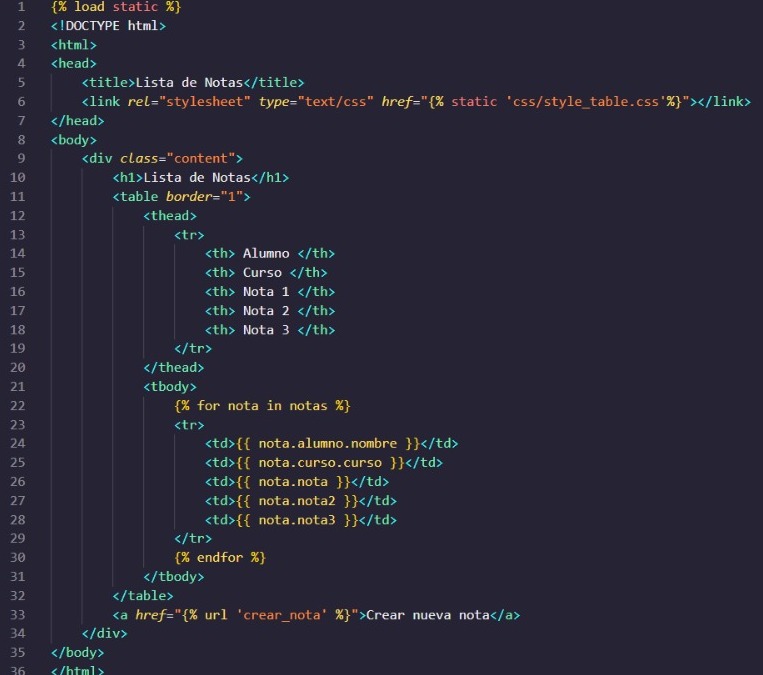 1 {% load static %}
2 <!DOCTYPE html>
3 <html>
4 <head>
5     <title>Lista de Notas</title>
6     <link rel="stylesheet" type="text/css" href="{% static 'css/style_table.css'%}"></link>
7 </head>
8 <body>
9     <div class="content">
10         <h1>Lista de Notas</h1>
11         <table border="1">
12             <thead>
13                 <tr>
14                     <th> Alumno </th>
15                     <th> Curso </th>
16                     <th> Nota 1 </th>
17                     <th> Nota 2 </th>
18                     <th> Nota 3 </th>
19                 </tr>
20             </thead>
21             <tbody>
22                 {% for nota in notas %}
23                 <tr>
24                     <td>{{ nota.alumno.nombre }}</td>
25                     <td>{{ nota.curso.curso }}</td>
26                     <td>{{ nota.nota }}</td>
27                     <td>{{ nota.nota2 }}</td>
28                     <td>{{ nota.nota3 }}</td>
29                 </tr>
30                 {% endfor %}
31             </tbody>
32         </table>
33         <a href="{% url 'crear_nota' %}">Crear nueva nota</a>
34     </div>
35 </body>
36 </html>